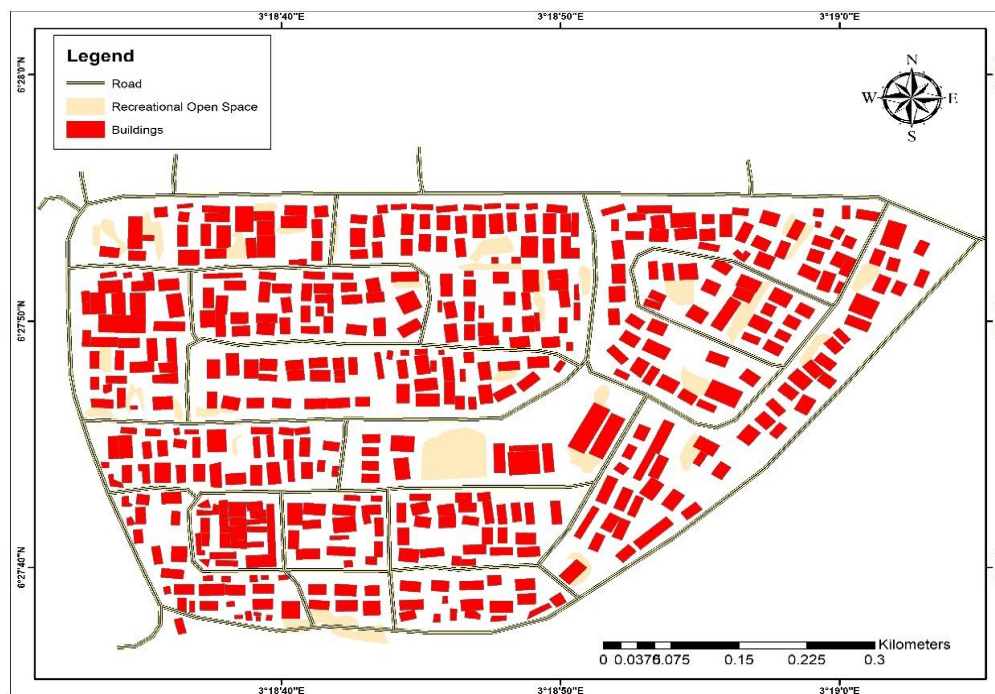 3°18'40"E 3°18'50"E 3°19'0"E
Legend
Road
Recreational Open Space
Buildings
N
W E
S
6°28'0"N
6°27'50"N
6°27'40"N
Kilometers
0 0.0375 0.075 0.15 0.225 0.3
3°18'40"E 3°18'50"E 3°19'0"E